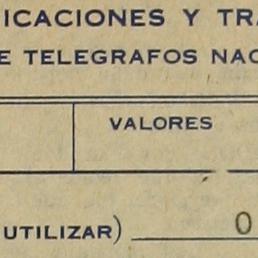 ICACIONES Y TRA
E TELEGRAFOS NAC
VALORES
UTILIZAR) 0